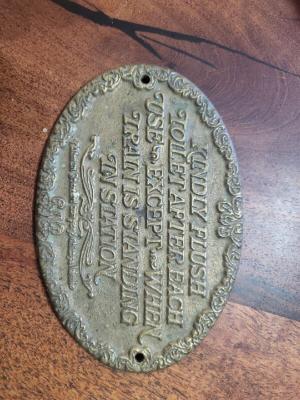 KINDLY FLUSH
TOILET AFTER EACH
USE - EXCEPT - WHEN
TRAIN IS STANDING
IN STATION